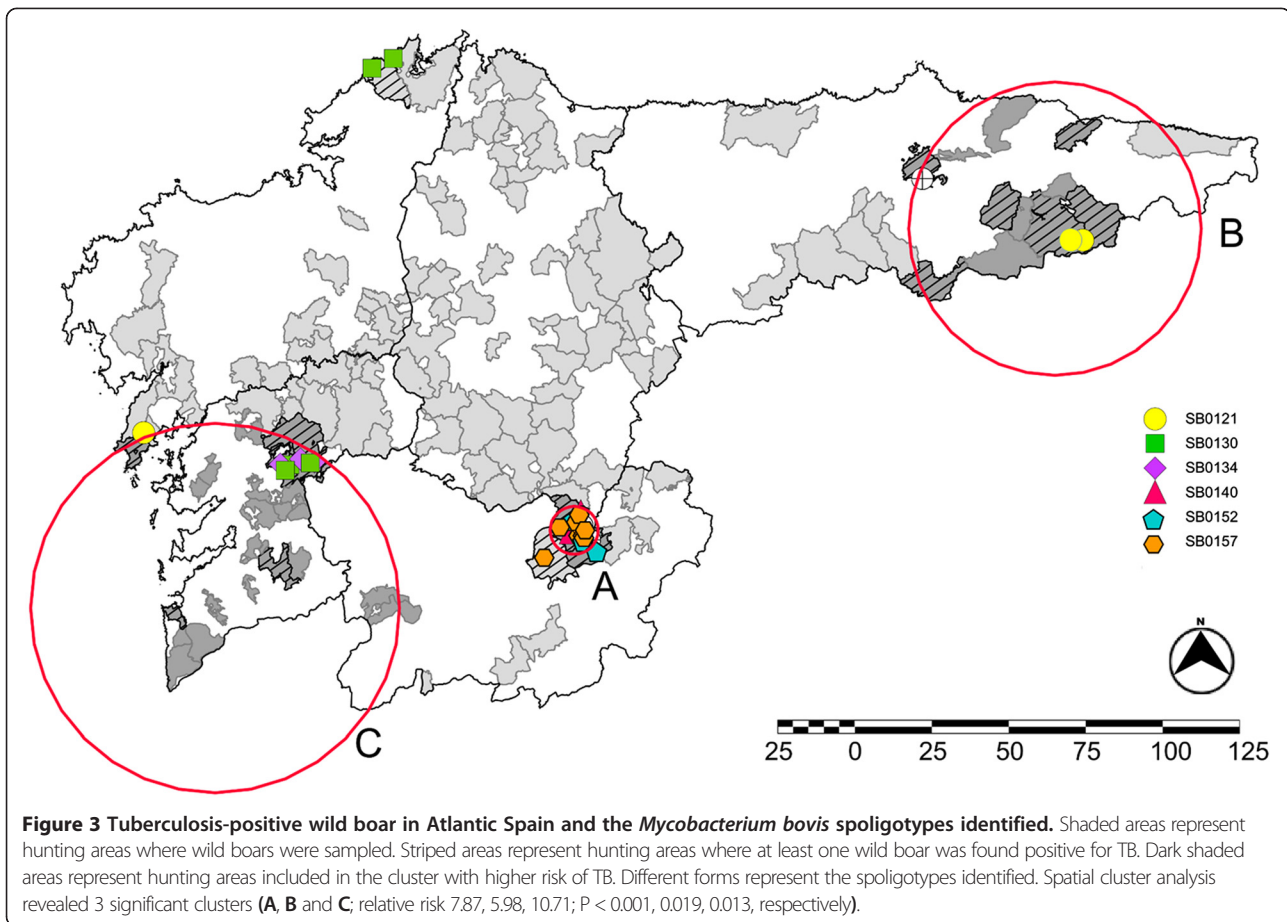 B
SB0121
SB0130
SB0134
SB0140
SB0152
SB0157
A
N
C
25 0 25 50 75 100 125
Figure 3 Tuberculosis-positive wild boar in Atlantic Spain and the Mycobacterium bovis spoligotypes identified. Shaded areas represent
hunting areas where wild boars were sampled. Striped areas represent hunting areas where at least one wild boar was found positive for TB. Dark shaded
areas represent hunting areas included in the cluster with higher risk of TB. Different forms represent the spoligotypes identified. Spatial cluster analysis
revealed 3 significant clusters (A, B and C; relative risk 7.87, 5.98, 10.71; P < 0.001, 0.019, 0.013, respectively).